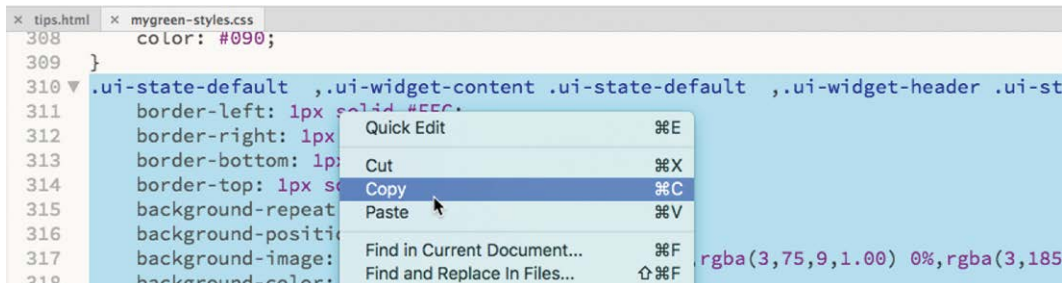 × tips.html × mygreen-styles.css
308 color: #090;
309 }
310 ▼ .ui-state-default ,.ui-widget-content .ui-state-default ,.ui-widget-header .ui-st
311 border-left: 1px solid #EEC;
312 border-right: 1px
313 border-bottom: 1p
314 border-top: 1px s
315 background-repeat
316 background-positi
317 background-image: ,rgba(3,75,9,1.00) 0%,rgba(3,185
318 background-color:
Quick Edit ⌘E
Cut ⌘X
Copy ⌘C
Paste ⌘V
Find in Current Document... ⌘F
Find and Replace In Files... ⇧⌘F